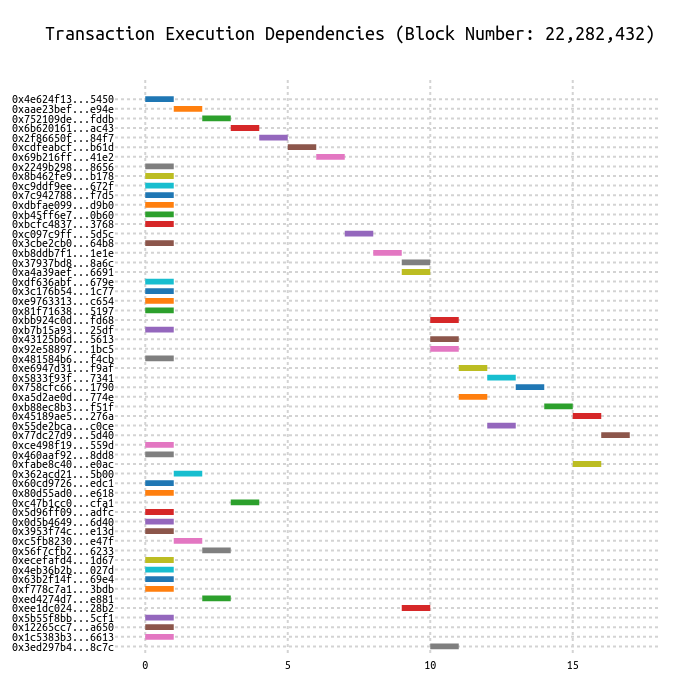 Transaction Execution Dependencies (Block Number: 22,282,432)
0x4e624f13...5450
0xaae23bef...e94e
0x752109de...fddb
0x6b620161...ac43
0x2f86650f...84f7
0xcdfeabcf...b61d
0x69b216ff...41e2
0x2249b298...8656
0x8b462fe9...b178
0xc9ddf9ee...672f
0x7c942788...f7d5
0xdbfae099...d9b0
0xb45ff6e7...0b60
0xbcfc4837...3768
0xc097c9ff...5d5c
0x3cbe2cb0...64b8
0xb8ddb7f1...1e1e
0x37937bd8...8a6c
0xa4a39aef...6691
0xdf636abf...679e
0x3c176b54...1c77
0xe9763313...c654
0x81f71638...5197
0xbb924c0d...fd68
0xb7b15a93...25df
0x43125b6d...5613
0x92e58897...1bc5
0x481584b6...f4cb
0xe6947d31...f9af
0x5833f93f...7341
0x758cfc66...1790
0xa5d2ae0d...774e
0xb88ec8b3...f51f
0x45189ae5...276a
0x55de2bca...c0ce
0x77dc27d9...5d40
0xce498f19...559d
0x460aaf92...8dd8
0xfabe8c40...e0ac
0x362acd21...5b00
0x60cd9726...edc1
0x80d55ad0...e618
0xc47b1cc0...cfa1
0x5d96ff09...adfc
0x0d5b4649...6d40
0x3953f74c...e13d
0xc5fb8230...e47f
0x56f7cfb2...6233
0xecefafd4...1d67
0x4eb36b2b...027d
0x63b2f14f...69e4
0xf778c7a1...3bdb
0xed4274d7...e881
0xee1dc024...28b2
0x5b55f8bb...5cf1
0x12265cc7...a650
0x1c5383b3...6613
0x3ed297b4...8c7c
0 5 10 15